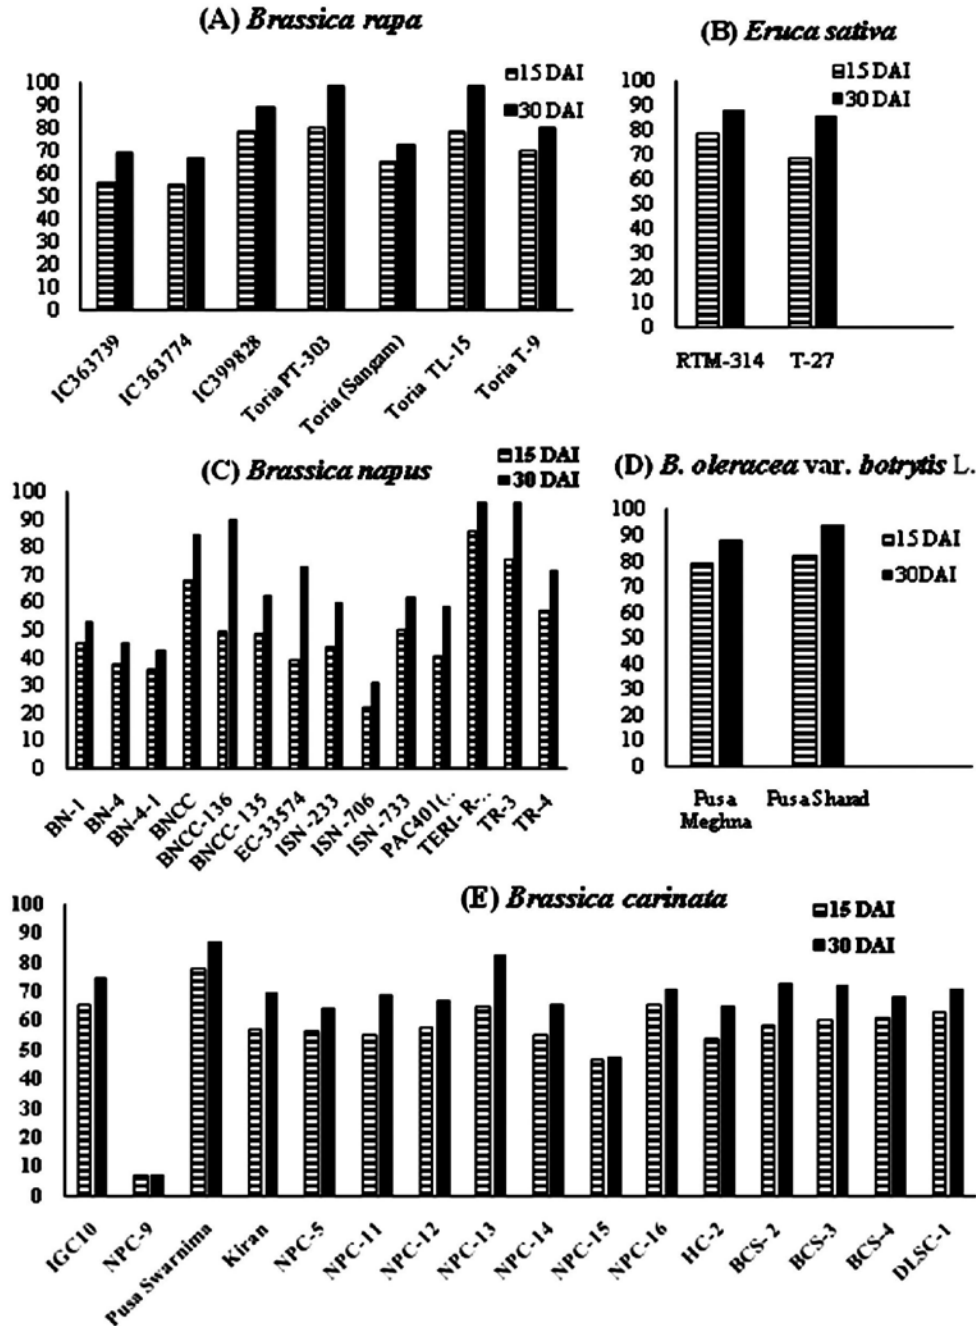 (A) Brassica rapa
15 DAI
30 DAI
100
90
80
70
60
50
40
30
20
10
0
IC363739
IC363774
IC399828
Toria PT-303
Toria (Sangam)
Toria TL-15
Toria T-9
(B) Eruca sativa
15 DAI
30 DAI
100
90
80
70
60
50
40
30
20
10
0
RTM-314
T-27
(C) Brassica napus
15 DAI
30 DAI
100
90
80
70
60
50
40
30
20
10
0
BN-1
BN-4
BN-4-1
BNCC
BNCC-136
BNCC-135
EC-33574
ISN -233
ISN -706
ISN -733
PAC401(..
TERI- R-...
TR-3
TR-4
(D) B. oleracea var. botrytis L.
15 DAI
30DAI
100
90
80
70
60
50
40
30
20
10
0
Pusa
Meghna
Pusa Sharad
(E) Brassica carinata
15 DAI
30 DAI
100
90
80
70
60
50
40
30
20
10
0
IGC10
NPC-9
Pusa Swarnima
Kiran
NPC-5
NPC-11
NPC-12
NPC-13
NPC-14
NPC-15
NPC-16
HC-2
BCS-2
BCS-3
BCS-4
DLSC-1